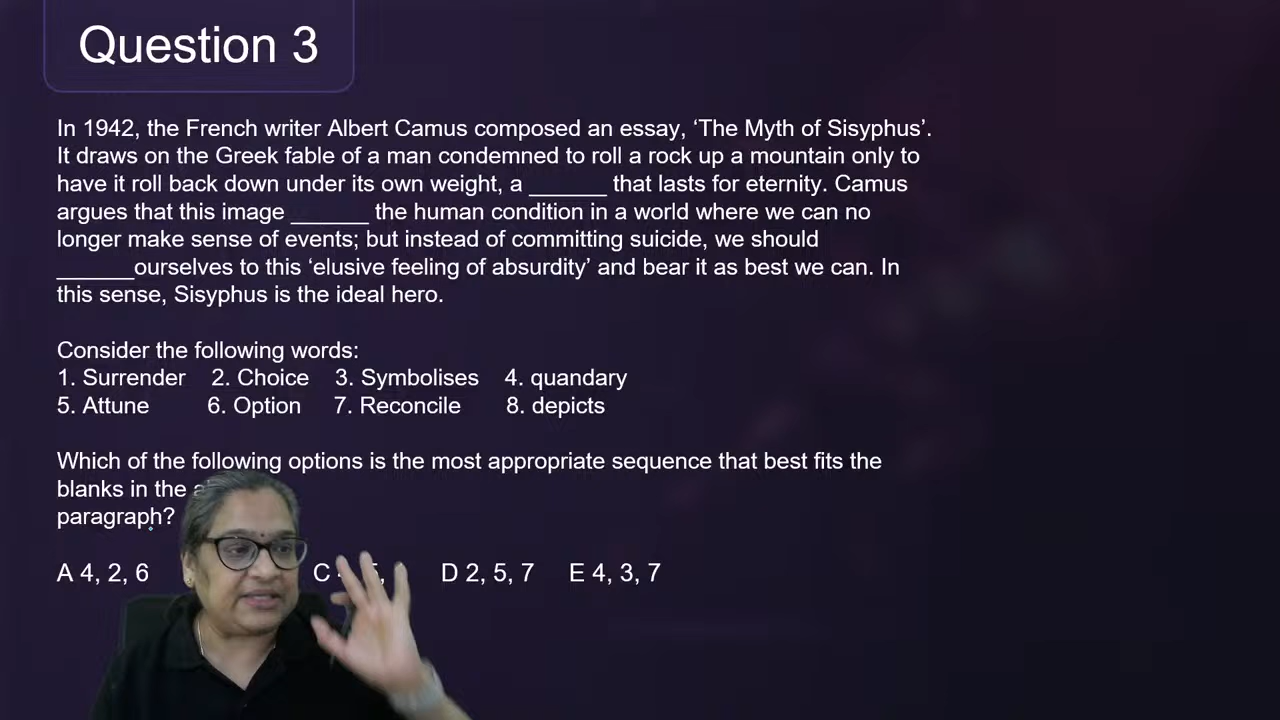 Question 3
In 1942, the French writer Albert Camus composed an essay, ‘The Myth of Sisyphus’.
It draws on the Greek fable of a man condemned to roll a rock up a mountain only to
have it roll back down under its own weight, a ______ that lasts for eternity. Camus
argues that this image ______ the human condition in a world where we can no
longer make sense of events; but instead of committing suicide, we should
______ourselves to this ‘elusive feeling of absurdity’ and bear it as best we can. In
this sense, Sisyphus is the ideal hero.
Consider the following words:
1. Surrender 2. Choice 3. Symbolises 4. quandary
5. Attune 6. Option 7. Reconcile 8. depicts
Which of the following options is the most appropriate sequence that best fits the
blanks in the
paragraph?
A 4, 2, 6 C D 2, 5, 7 E 4, 3, 7